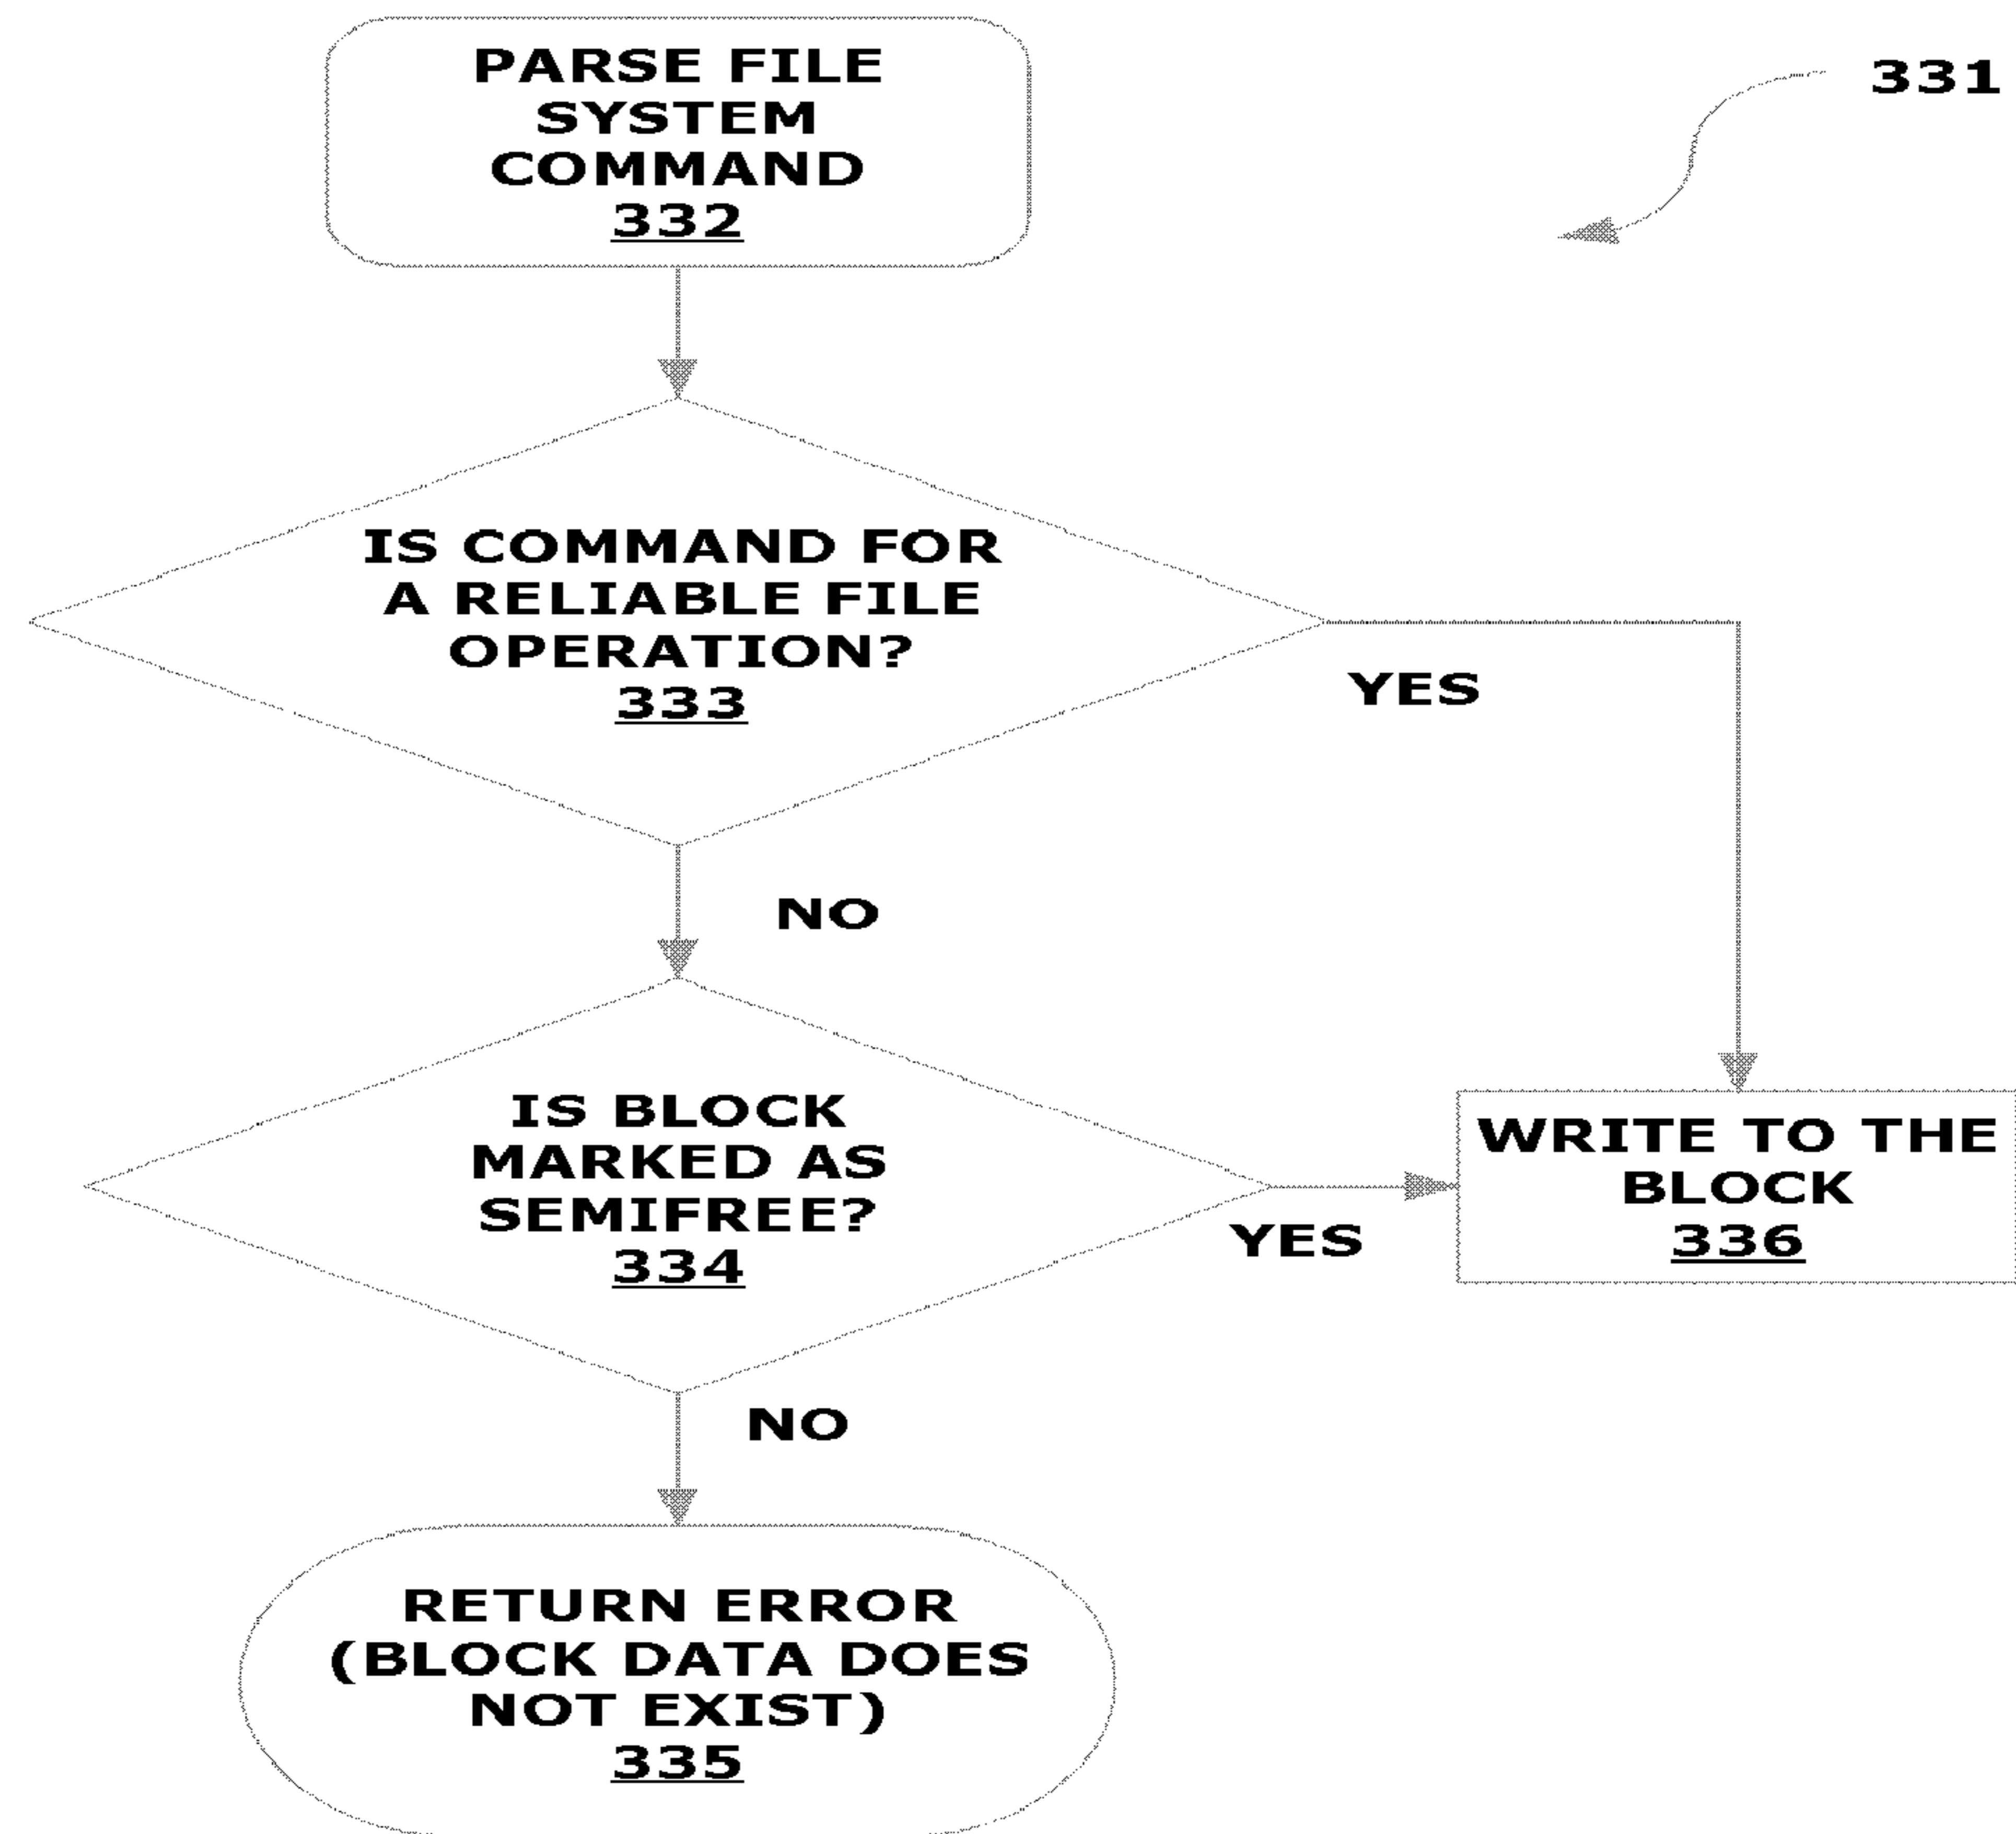 PARSE FILE
SYSTEM
COMMAND
332
331
IS COMMAND FOR
A RELIABLE FILE
OPERATION?
333
YES
NO
IS BLOCK
MARKED AS
SEMIFREE?
334
YES
WRITE TO THE
BLOCK
336
NO
RETURN ERROR
(BLOCK DATA DOES
NOT EXIST)
335